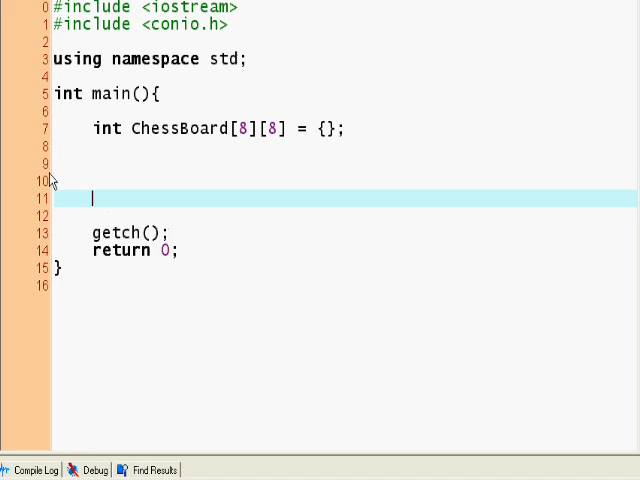 0 #include <iostream>
1 #include <conio.h>
2
3 using namespace std;
4
5 int main(){
6
7 int ChessBoard[8][8] = {};
8
9
10
11
12
13 getch();
14 return 0;
15 }
16
Compile Log Debug Find Results